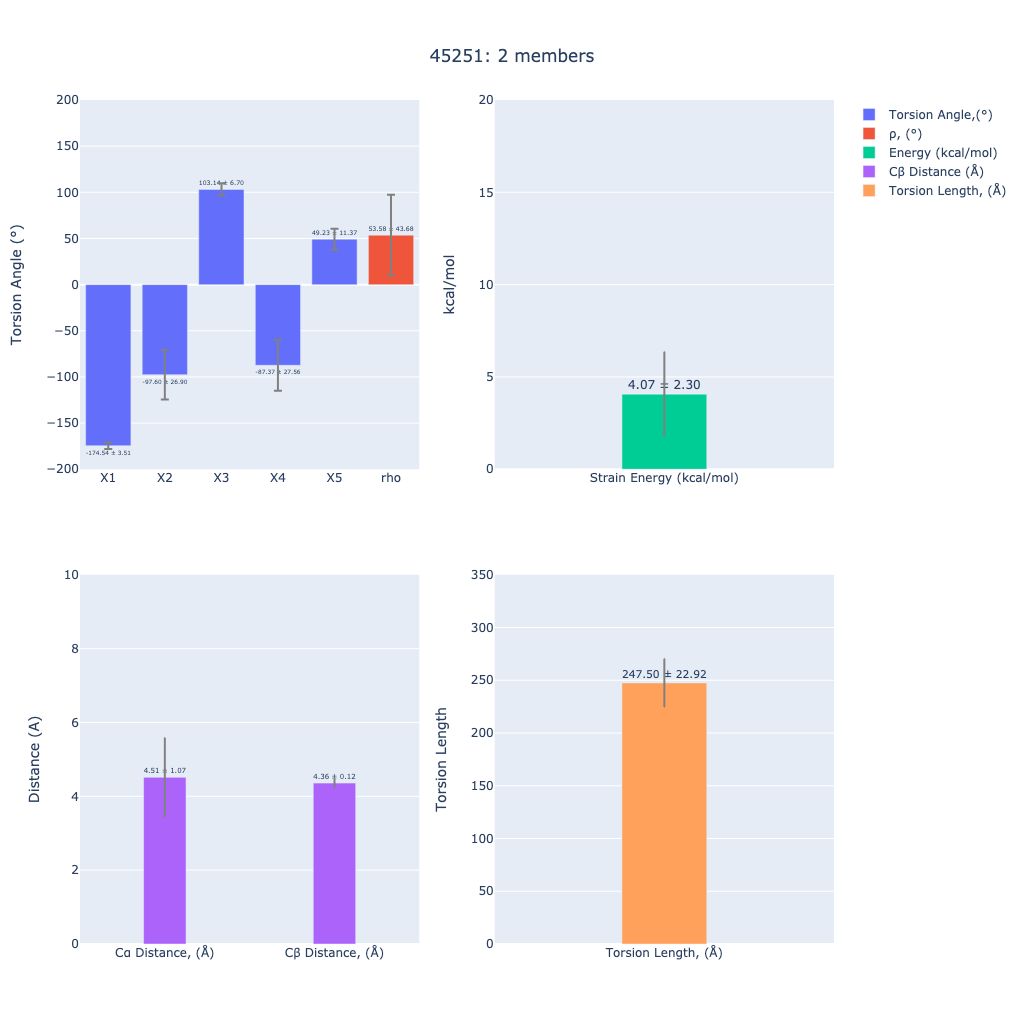 45251: 2 members
Torsion Angle (°)
200
150
100
50
0
−50
−100
−150
−200
-174.54 ± 3.51
-97.60 ± 26.90
103.14 ± 6.70
-87.37 ± 27.56
49.23 ± 11.37
53.58 ± 43.68
X1 X2 X3 X4 X5 rho
kcal/mol
20
15
10
5
0
4.07 ± 2.30
Strain Energy (kcal/mol)
Torsion Angle,(°)
ρ, (°)
Energy (kcal/mol)
Cβ Distance (Å)
Torsion Length, (Å)
Distance (A)
10
8
6
4
2
0
4.51 ± 1.07
4.36 ± 0.12
Cα Distance, (Å) Cβ Distance, (Å)
Torsion Length
350
300
250
200
150
100
50
0
247.50 ± 22.92
Torsion Length, (Å)